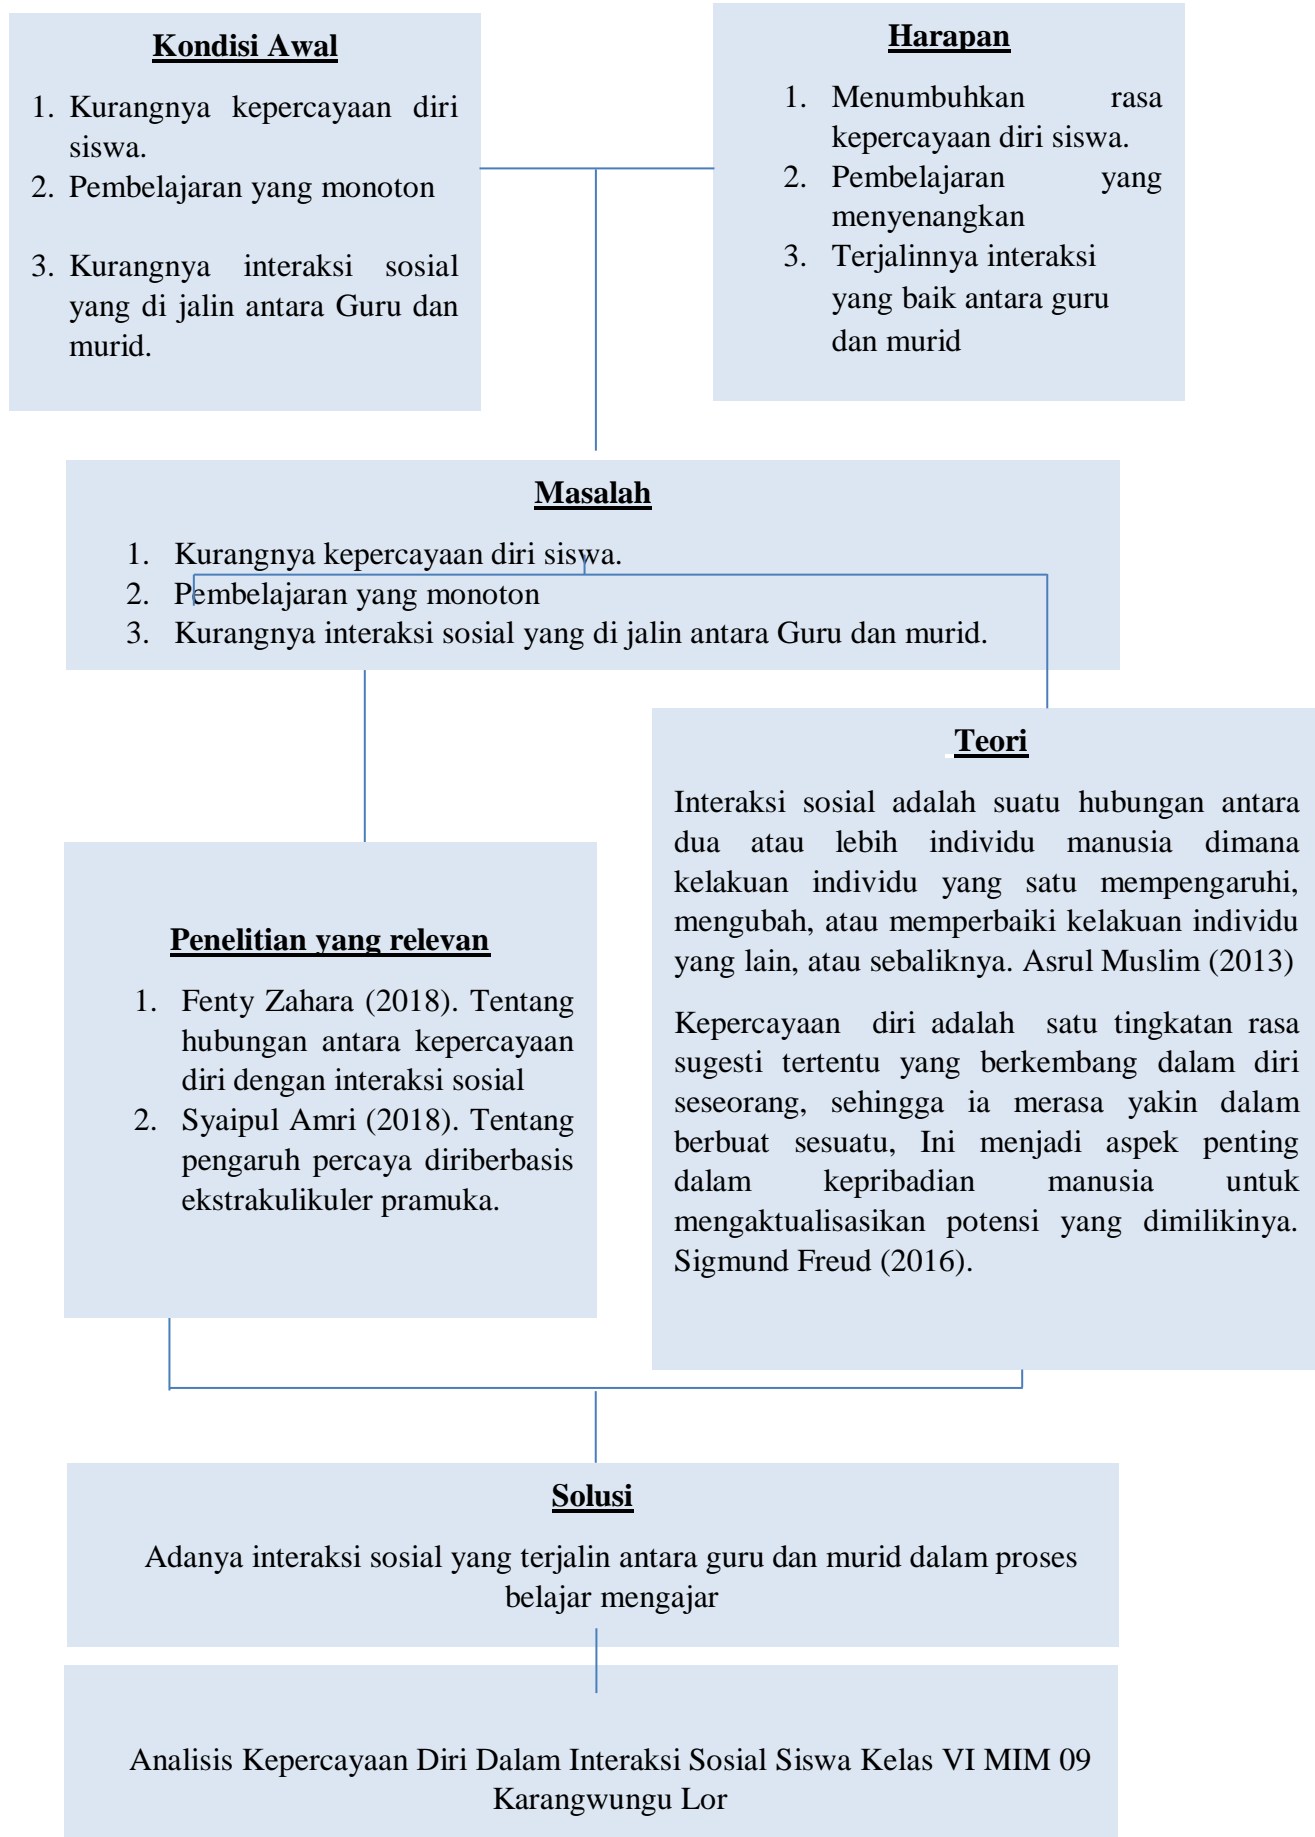 Kondisi Awal
1. Kurangnya kepercayaan diri
siswa.
2. Pembelajaran yang monoton
3. Kurangnya interaksi sosial
yang di jalin antara Guru dan
murid.
Harapan
1. Menumbuhkan rasa
kepercayaan diri siswa.
2. Pembelajaran yang
menyenangkan
3. Terjalinnya interaksi
yang baik antara guru
dan murid
Masalah
1. Kurangnya kepercayaan diri siswa.
2. Pembelajaran yang monoton
3. Kurangnya interaksi sosial yang di jalin antara Guru dan murid.
Penelitian yang relevan
1. Fenty Zahara (2018). Tentang
hubungan antara kepercayaan
diri dengan interaksi sosial
2. Syaipul Amri (2018). Tentang
pengaruh percaya diriberbasis
ekstrakulikuler pramuka.
Teori
Interaksi sosial adalah suatu hubungan antara
dua atau lebih individu manusia dimana
kelakuan individu yang satu mempengaruhi,
mengubah, atau memperbaiki kelakuan individu
yang lain, atau sebaliknya. Asrul Muslim (2013)
Kepercayaan diri adalah satu tingkatan rasa
sugesti tertentu yang berkembang dalam diri
seseorang, sehingga ia merasa yakin dalam
berbuat sesuatu, Ini menjadi aspek penting
dalam kepribadian manusia untuk
mengaktualisasikan potensi yang dimilikinya.
Sigmund Freud (2016).
Solusi
Adanya interaksi sosial yang terjalin antara guru dan murid dalam proses
belajar mengajar
Analisis Kepercayaan Diri Dalam Interaksi Sosial Siswa Kelas VI MIM 09
Karangwungu Lor